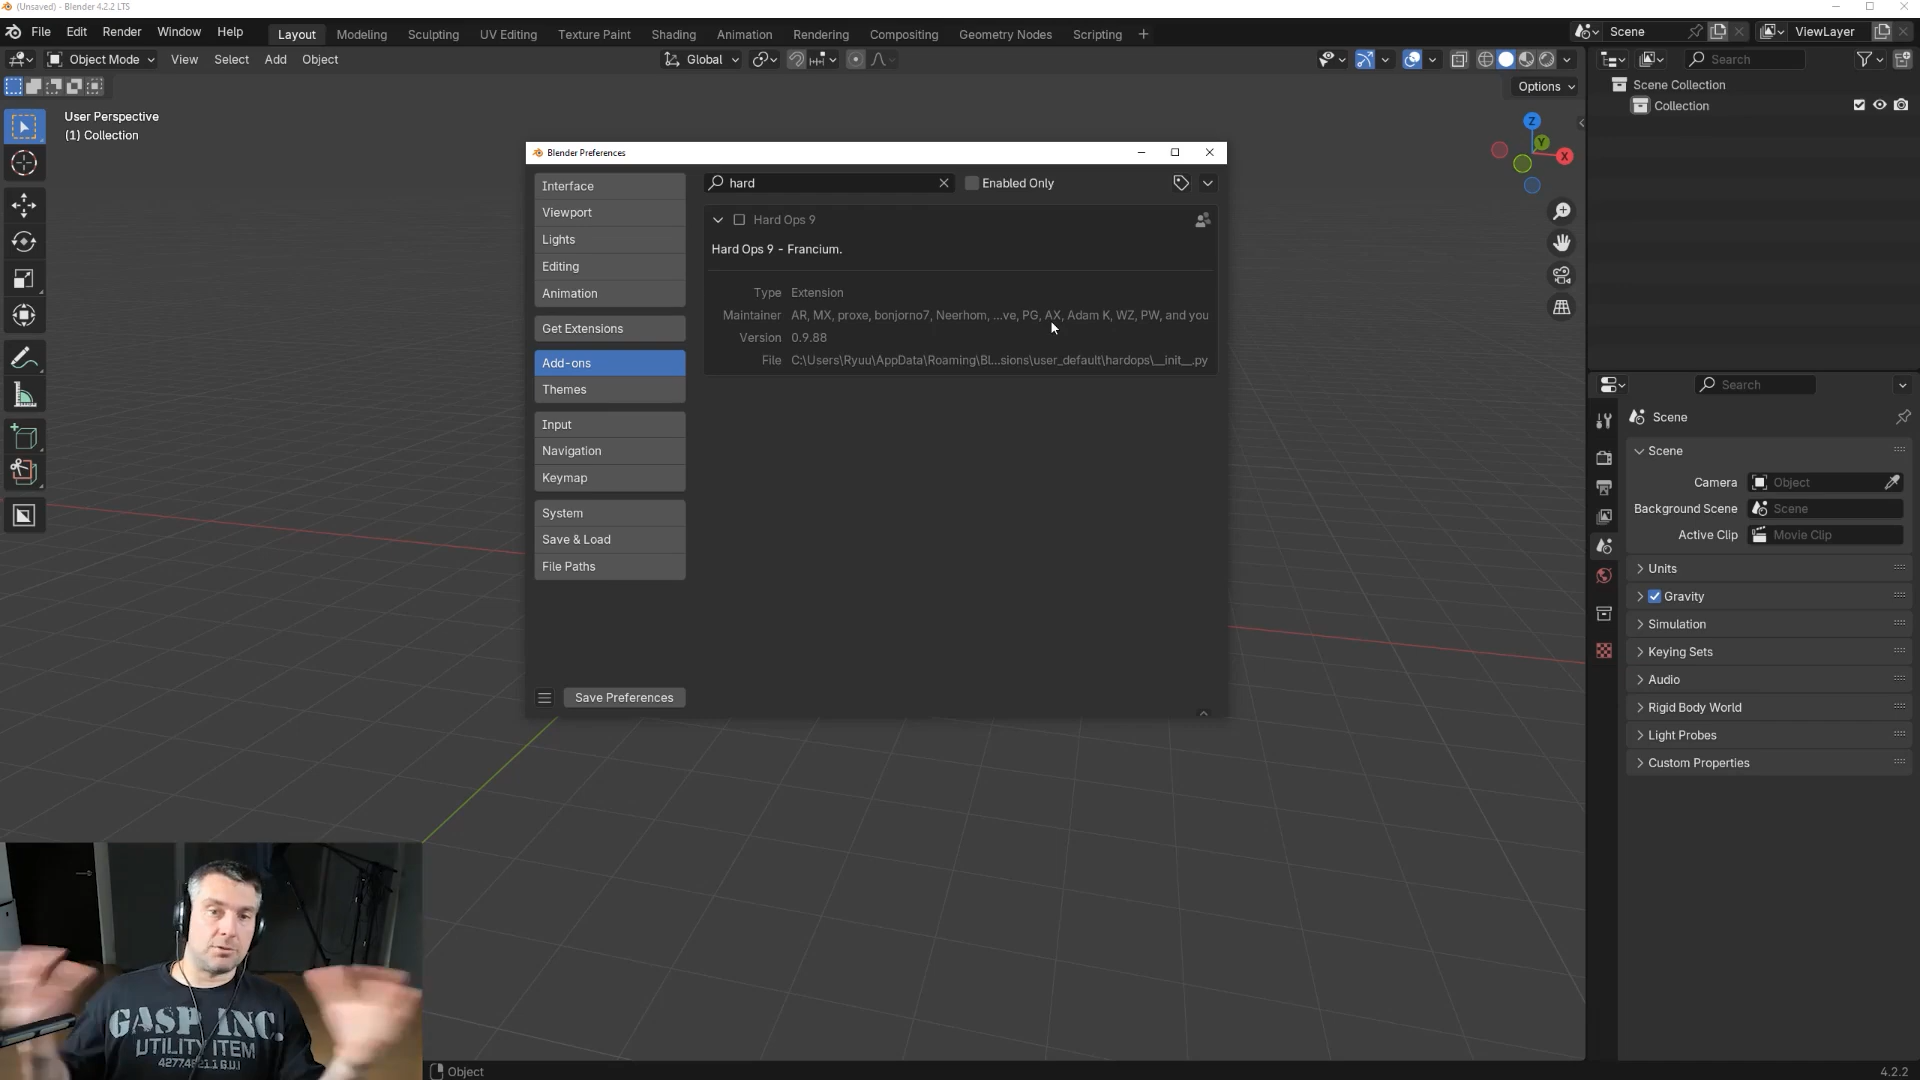 (Unsaved) - Blender 4.2.2 LTS
File Edit Render Window Help Layout Modeling Sculpting UV Editing Texture Paint Shading Animation Rendering Compositing Geometry Nodes Scripting + Scene ViewLayer
Object Mode View Select Add Object Global Search
Options
User Perspective
(1) Collection
Scene Collection
Collection
Z
Y
X
Blender Preferences
Interface
Viewport
Lights
Editing
Animation
Get Extensions
Add-ons
Themes
Input
Navigation
Keymap
System
Save & Load
File Paths
Save Preferences
hard Enabled Only
Hard Ops 9
Hard Ops 9 - Francium.
Type Extension
Maintainer AR, MX, proxe, bonjorno7, Neerhom, ...ve, PG, AX, Adam K, WZ, PW, and you
Version 0.9.88
File C:\Users\Ryuu\AppData\Roaming\Bl...sions\user_default\hardops\__init__.py
Search
Scene
Scene
Camera Object
Background Scene Scene
Active Clip Movie Clip
Units
Gravity
Simulation
Keying Sets
Audio
Rigid Body World
Light Probes
Custom Properties
GASP INC.
UTILITY ITEM
Object
4.2.2